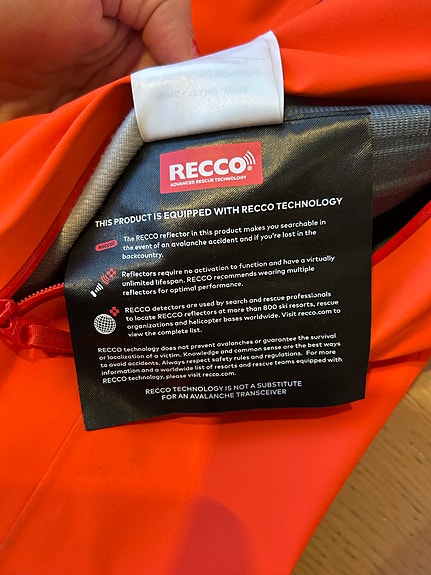 RECCO
ADVANCED RESCUE TECHNOLOGY
THIS PRODUCT IS EQUIPPED WITH RECCO TECHNOLOGY
RECCO
The RECCO reflector in this product makes you searchable in
the event of an avalanche accident and if you're lost in the
backcountry.
Reflectors require no activation to function and have a virtually
unlimited lifespan. RECCO recommends wearing multiple
reflectors for optimal performance.
RECCO detectors are used by search and rescue professionals
to locate RECCO reflectors at more than 800 ski resorts, rescue
organizations and helicopter bases worldwide. Visit recco.com to
view the complete list.
RECCO technology does not prevent avalanches or guarantee the survival
or localization of a victim. Knowledge and common sense are the best ways
to avoid accidents. Always respect safety rules and regulations. For more
information and a worldwide list of resorts and rescue teams equipped with
RECCO technology, please visit recco.com.
RECCO TECHNOLOGY IS NOT A SUBSTITUTE
FOR AN AVALANCHE TRANSCEIVER